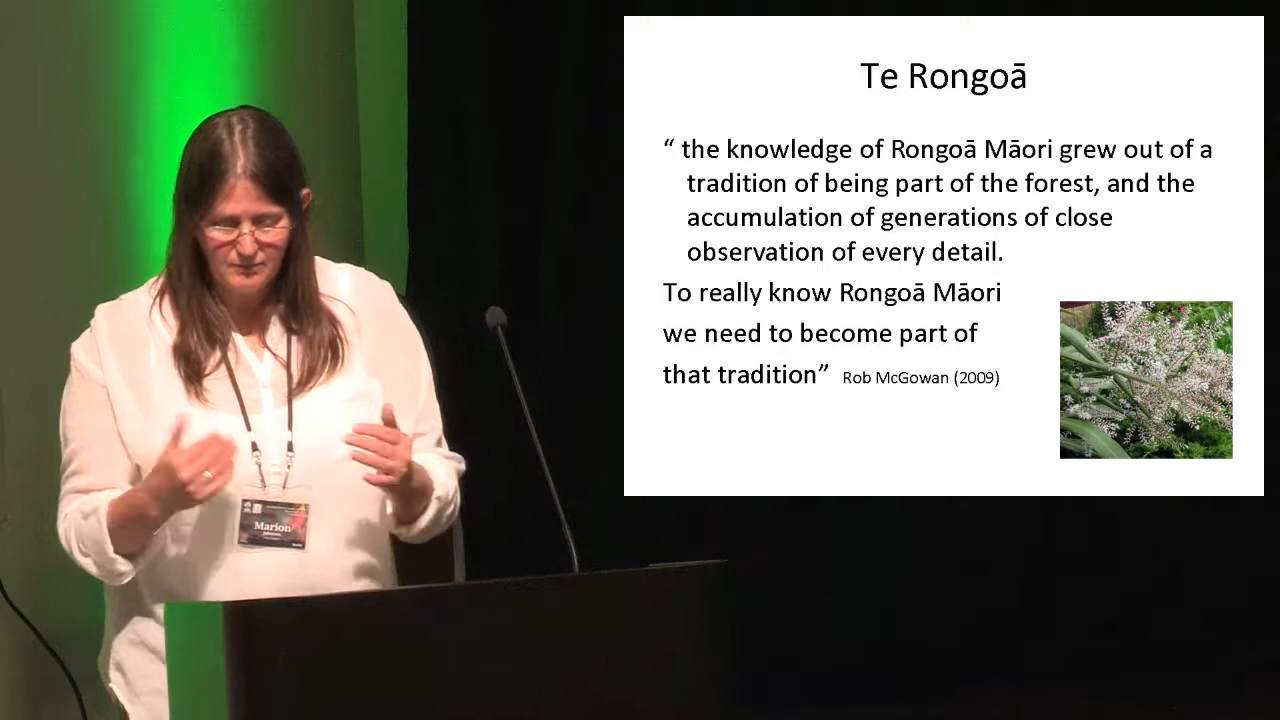 Te Rongoā
“ the knowledge of Rongoā Māori grew out of a
tradition of being part of the forest, and the
accumulation of generations of close
observation of every detail.
To really know Rongoā Māori
we need to become part of
that tradition” Rob McGowan (2009)
Marion